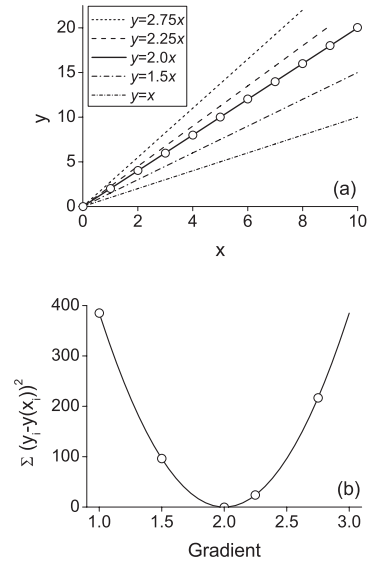 y=2.75x
y=2.25x
y=2.0x
y=1.5x
y=x
20
15
10
5
0
y
0 2 4 6 8 10
x
(a)
400
300
200
100
0
Σ (yᵢ-y(xᵢ))²
1.0 1.5 2.0 2.5 3.0
Gradient
(b)